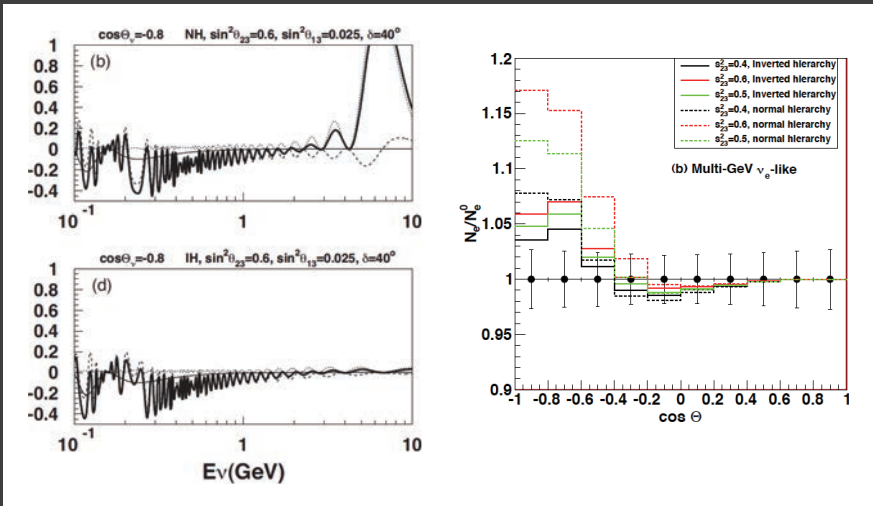 cosΘν=-0.8 NH, sin²θ23=0.6, sin²θ13=0.025, δ=40°
(b)
1
0.8
0.6
0.4
0.2
0
-0.2
-0.4
10⁻¹
1
10
cosΘν=-0.8 IH, sin²θ23=0.6, sin²θ13=0.025, δ=40°
(d)
1
0.8
0.6
0.4
0.2
0
-0.2
-0.4
10⁻¹
1
10
Eν(GeV)
Ne/Ne⁰
1.2
1.15
1.1
1.05
1
0.95
0.9
s²23=0.4, Inverted hierarchy
s²23=0.6, Inverted hierarchy
s²23=0.5, Inverted hierarchy
s²23=0.4, normal hierarchy
s²23=0.6, normal hierarchy
s²23=0.5, normal hierarchy
(b) Multi-GeV νe-like
-1 -0.8 -0.6 -0.4 -0.2 0 0.2 0.4 0.6 0.8 1
cos Θ